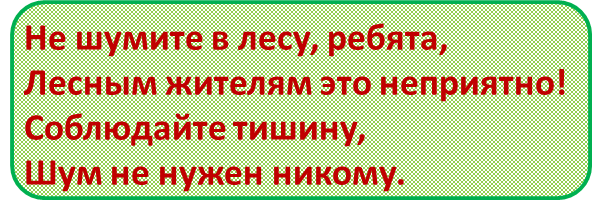 Не шумите в лесу, ребята,
Лесным жителям это неприятно!
Соблюдайте тишину,
Шум не нужен никому.